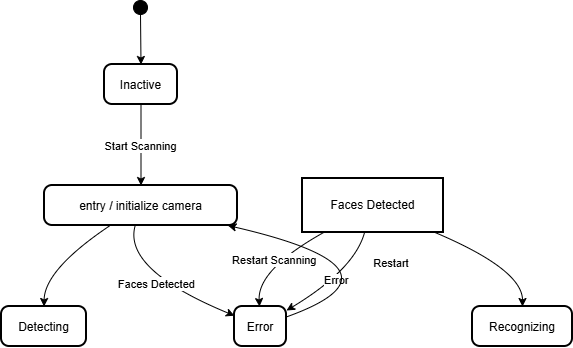 Inactive
Start Scanning
entry / initialize camera
Faces Detected
Restart Scanning
Restart
Faces Detected
Error
Detecting
Error
Recognizing